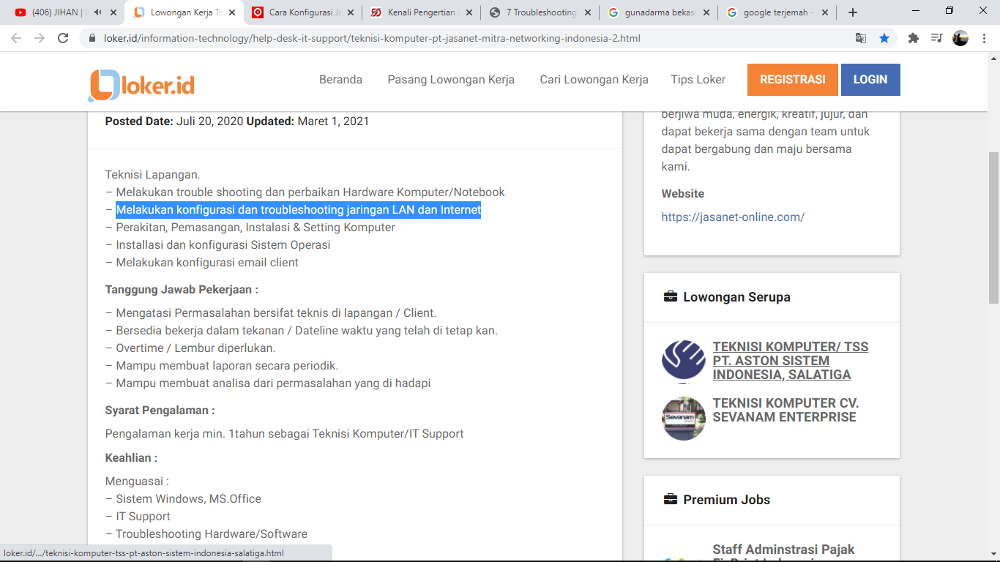 (406) JIHAN |
Lowongan Kerja Te
Cara Konfigurasi Ja
Kenali Pengertian
7 Troubleshooting
gunadarma bekasi
google terjemah -
loker.id/information-technology/help-desk-it-support/teknisi-komputer-pt-jasanet-mitra-networking-indonesia-2.html
loker.id
Beranda
Pasang Lowongan Kerja
Cari Lowongan Kerja
Tips Loker
REGISTRASI
LOGIN
Posted Date: Juli 20, 2020 Updated: Maret 1, 2021
Teknisi Lapangan.
– Melakukan trouble shooting dan perbaikan Hardware Komputer/Notebook
– Melakukan konfigurasi dan troubleshooting jaringan LAN dan Internet
– Perakitan, Pemasangan, Instalasi & Setting Komputer
– Installasi dan konfigurasi Sistem Operasi
– Melakukan konfigurasi email client
Tanggung Jawab Pekerjaan :
– Mengatasi Permasalahan bersifat teknis di lapangan / Client.
– Bersedia bekerja dalam tekanan / Dateline waktu yang telah di tetap kan.
– Overtime / Lembur diperlukan.
– Mampu membuat laporan secara periodik.
– Mampu membuat analisa dari permasalahan yang di hadapi
Syarat Pengalaman :
Pengalaman kerja min. 1tahun sebagai Teknisi Komputer/IT Support
Keahlian :
Menguasai :
– Sistem Windows, MS.Office
– IT Support
– Troubleshooting Hardware/Software
berjiwa muda, energik, kreatif, jujur, dan
dapat bekerja sama dengan team untuk
dapat bergabung dan maju bersama
kami.
Website
https://jasanet-online.com/
Lowongan Serupa
TEKNISI KOMPUTER/ TSS
PT. ASTON SISTEM
INDONESIA, SALATIGA
Sevanam
TEKNISI KOMPUTER CV.
SEVANAM ENTERPRISE
Premium Jobs
Staff Adminstrasi Pajak
loker.id/.../teknisi-komputer-tss-pt-aston-sistem-indonesia-salatiga.html